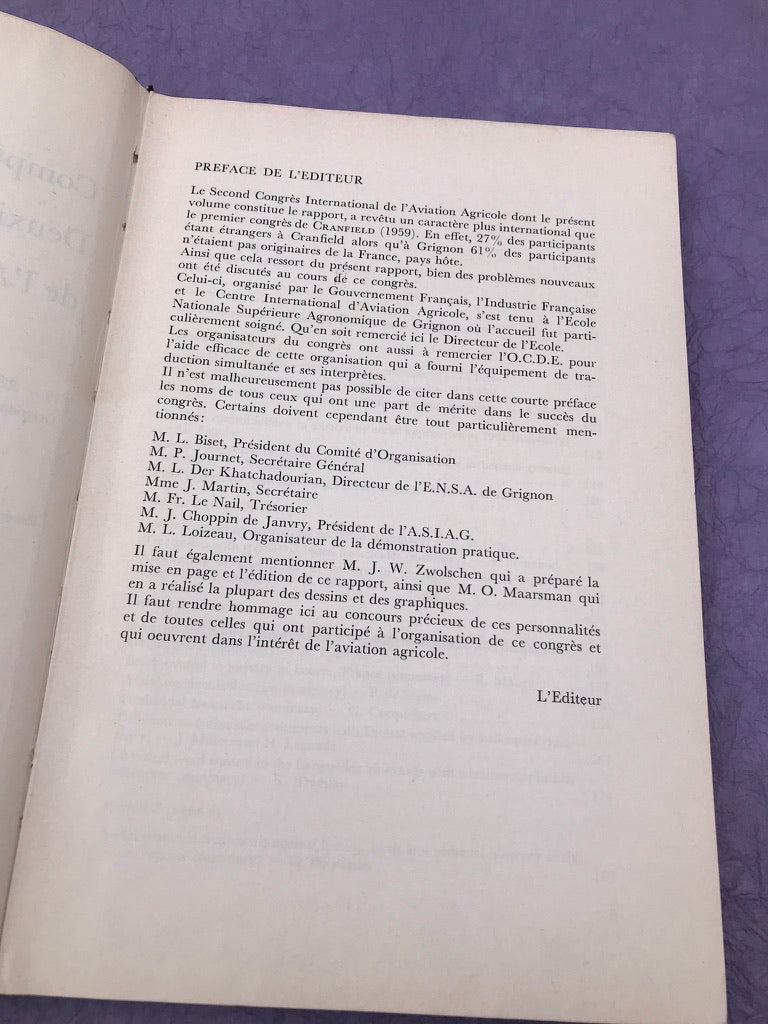 PREFACE DE L'EDITEUR
Le Second Congrès International de l'Aviation Agricole dont le présent
volume constitue le rapport, a revêtu un caractère plus international que
le premier congrès de CRANFIELD (1959). En effet, 27% des participants
étant étrangers à Cranfield alors qu'à Grignon 61% des participants
n'étaient pas originaires de la France, pays hôte.
Ainsi que cela ressort du présent rapport, bien des problèmes nouveaux
ont été discutés au cours de ce congrès.
Celui-ci, organisé par le Gouvernement Français, l'Industrie Française
et le Centre International d'Aviation Agricole, s'est tenu à l'Ecole
Nationale Supérieure Agronomique de Grignon où l'accueil fut parti-
culièrement soigné. Qu'en soit remercié ici le Directeur de l'Ecole.
Les organisateurs du congrès ont aussi à remercier l'O.C.D.E. pour
l'aide efficace de cette organisation qui a fourni l'équipement de tra-
duction simultanée et ses interprètes.
Il n'est malheureusement pas possible de citer dans cette courte préface
les noms de tous ceux qui ont une part de mérite dans le succès du
congrès. Certains doivent cependant être tout particulièrement men-
tionnés:
M. L. Biset, Président du Comité d'Organisation
M. P. Journet, Secrétaire Général
M. L. Der Khatchadourian, Directeur de l'E.N.S.A. de Grignon
Mme J. Martin, Secrétaire
M. Fr. Le Nail, Trésorier
M. J. Choppin de Janvry, Président de l'A.S.I.A.G.
M. L. Loizeau, Organisateur de la démonstration pratique.
Il faut également mentionner M. J. W. Zwolschen qui a préparé la
mise en page et l'édition de ce rapport, ainsi que M. O. Maarsman qui
en a réalisé la plupart des dessins et des graphiques.
Il faut rendre hommage ici au concours précieux de ces personnalités
et de toutes celles qui ont participé à l'organisation de ce congrès et
qui oeuvrent dans l'intérêt de l'aviation agricole.
L'Editeur